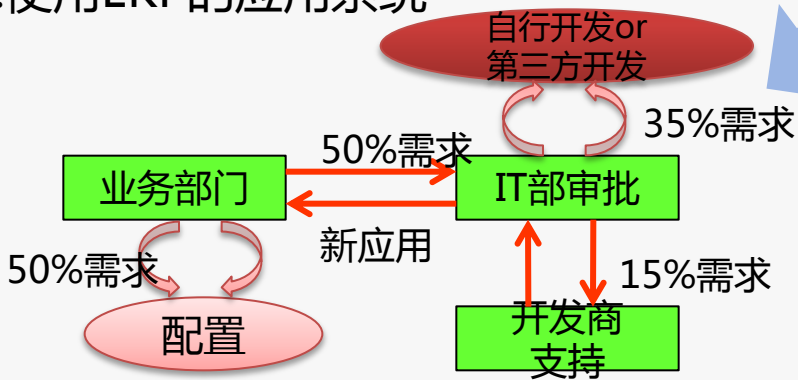 使用ERP的应用系统
自行开发or
第三方开发
35%需求
50%需求
业务部门
IT部审批
新应用
50%需求
15%需求
配置
开发商
支持